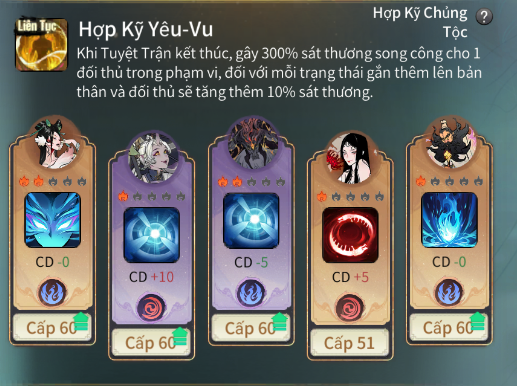 Liên Tục
Hợp Kỹ Yêu-Vu
Hợp Kỹ Chủng
Tộc
?
Khi Tuyệt Trận kết thúc, gây 300% sát thương song công cho 1
đối thủ trong phạm vi, đối với mỗi trạng thái gắn thêm lên bản
thân và đối thủ sẽ tăng thêm 10% sát thương.
CD -0
CD +10
CD -5
CD +5
CD -0
Cấp 60
Cấp 60
Cấp 60
Cấp 51
Cấp 60